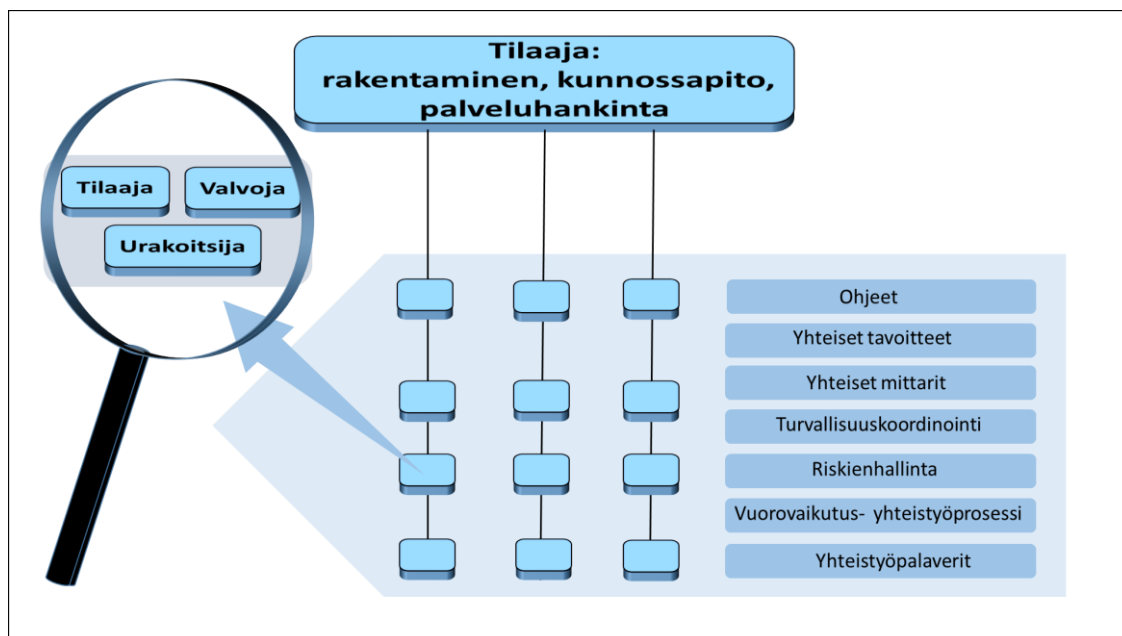 Tilaaja:
rakentaminen, kunnossapito,
palveluhankinta
Tilaaja
Valvoja
Urakoitsija
Ohjeet
Yhteiset tavoitteet
Yhteiset mittarit
Turvallisuuskoordinointi
Riskienhallinta
Vuorovaikutus- yhteistyöprosessi
Yhteistyöpalaverit